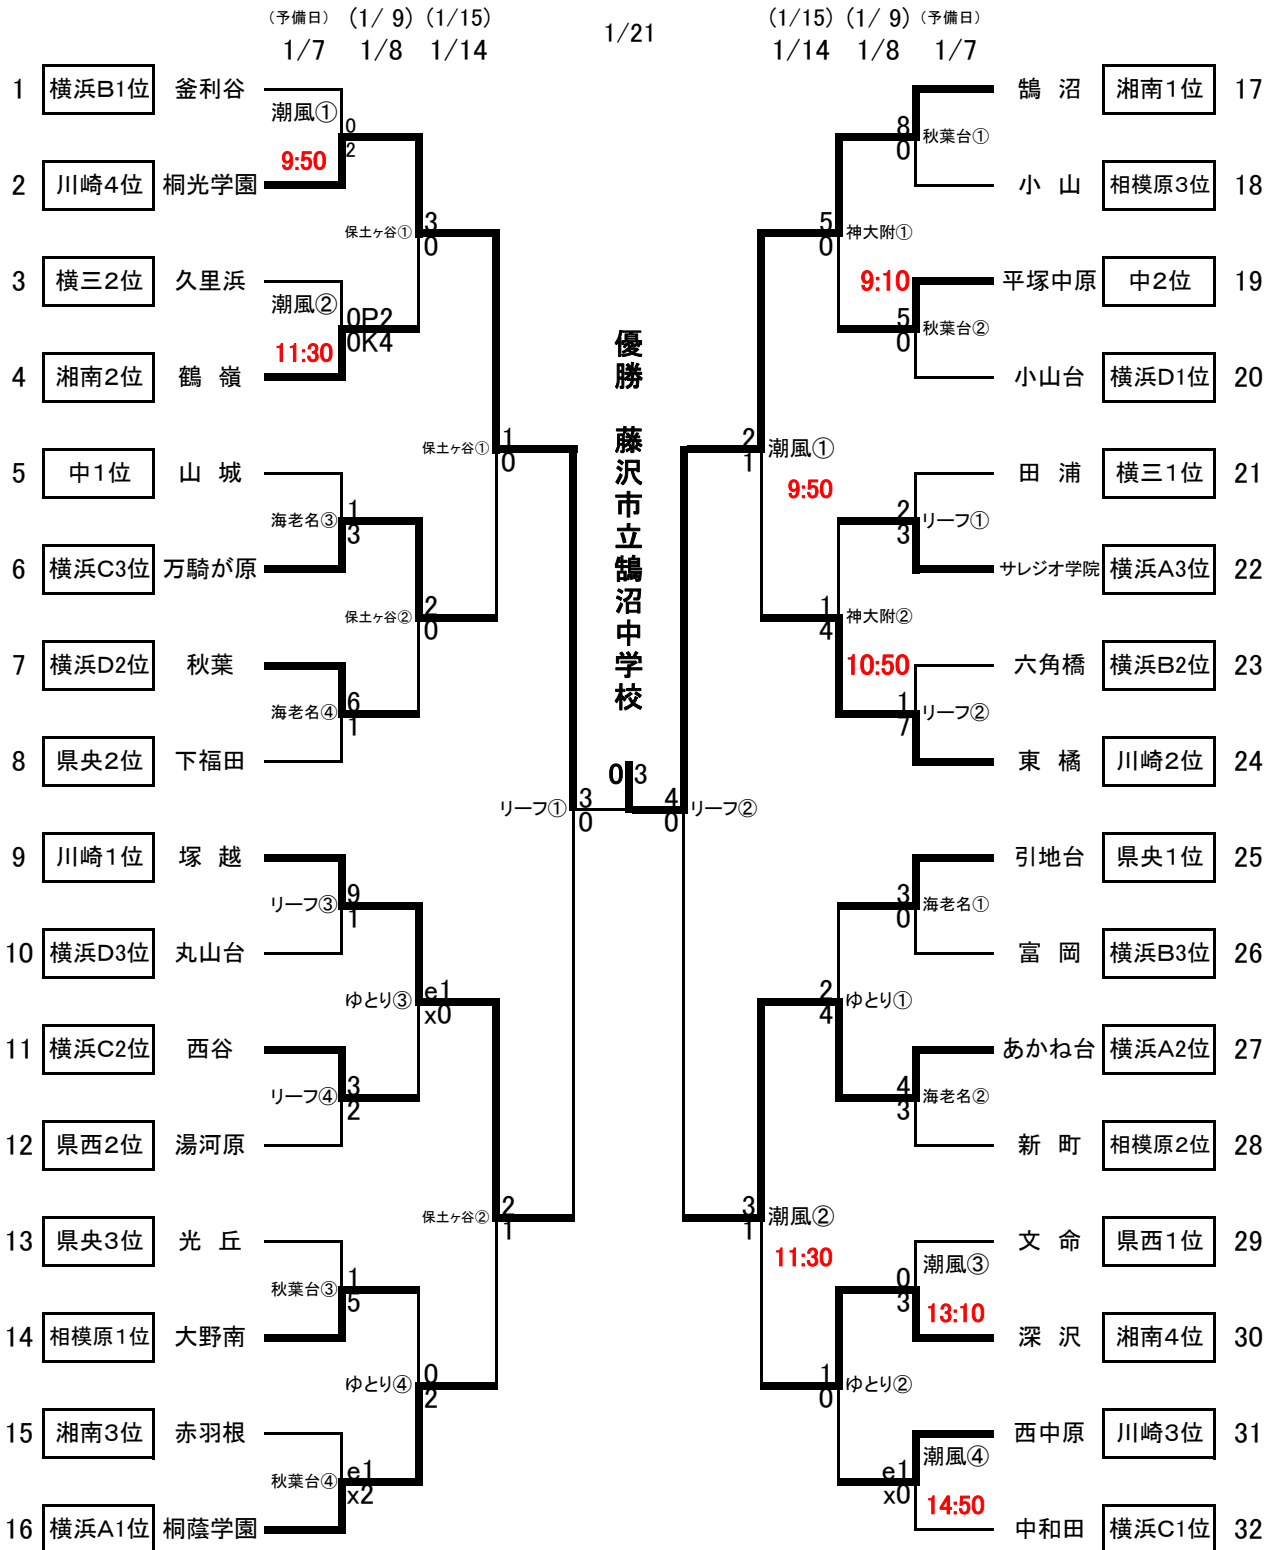 (予備日) (1/ 9) (1/15)
1/7 1/8 1/14
1/21
(1/15) (1/ 9) (予備日)
1/14 1/8 1/7
1 横浜B1位 釜利谷
潮風① 0
9:50 2
2 川崎4位 桐光学園
保土ヶ谷① 3
0
3 横三2位 久里浜
潮風② 0P2
11:30 0K4
4 湘南2位 鶴 嶺
保土ヶ谷① 1
0
5 中1位 山 城
海老名③ 1
3
6 横浜C3位 万騎が原
保土ヶ谷② 2
0
7 横浜D2位 秋葉
海老名④ 6
1
8 県央2位 下福田
リーフ① 3
0
9 川崎1位 塚 越
リーフ③ 9
1
10 横浜D3位 丸山台
ゆとり③ e1
x0
11 横浜C2位 西谷
リーフ④ 3
2
12 県西2位 湯河原
保土ヶ谷② 2
1
13 県央3位 光 丘
秋葉台③ 1
5
14 相模原1位 大野南
ゆとり④ 0
2
15 湘南3位 赤羽根
秋葉台④ e1
x2
16 横浜A1位 桐蔭学園
優勝 藤沢市立鵠沼中学校
0 3
鵠 沼 湘南1位 17
8 秋葉台①
0
小 山 相模原3位 18
5 神大附①
0
9:10
平塚中原 中2位 19
5 秋葉台②
0
小山台 横浜D1位 20
2 潮風①
1
9:50
田 浦 横三1位 21
2 リーフ①
3
サレジオ学院 横浜A3位 22
1 神大附②
4
10:50
六角橋 横浜B2位 23
1 リーフ②
7
東 橘 川崎2位 24
4 リーフ②
0
引地台 県央1位 25
3 海老名①
0
富 岡 横浜B3位 26
2 ゆとり①
4
あかね台 横浜A2位 27
4 海老名②
3
新 町 相模原2位 28
3 潮風②
1
11:30
文 命 県西1位 29
0 潮風③
3 13:10
深 沢 湘南4位 30
1 ゆとり②
0
西中原 川崎3位 31
e1 潮風④
x0 14:50
中和田 横浜C1位 32